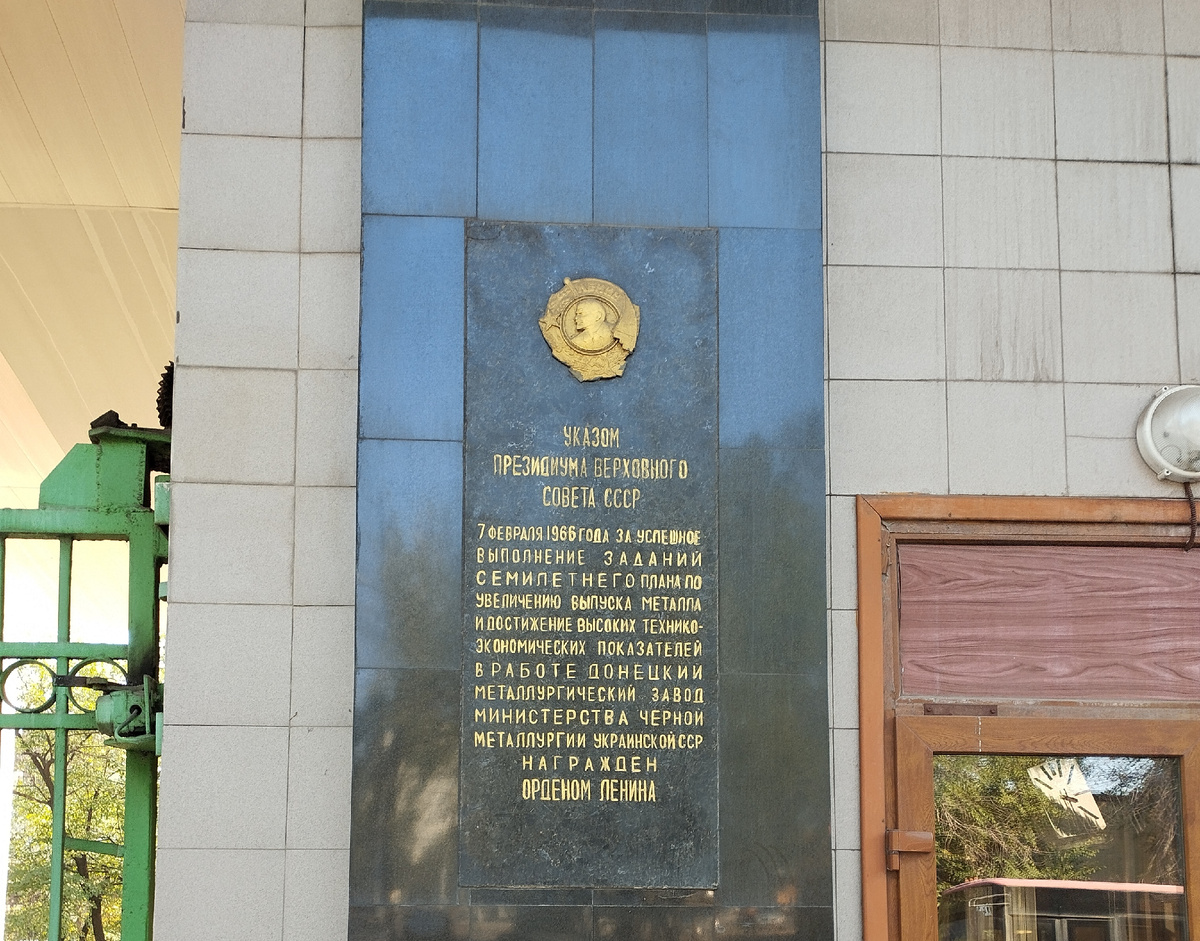 УКАЗОМ
ПРЕЗИДИУМА ВЕРХОВНОГО
СОВЕТА СССР
7 ФЕВРАЛЯ 1966 ГОДА ЗА УСПЕШНОЕ
ВЫПОЛНЕНИЕ ЗАДАНИЙ
СЕМИЛЕТНЕГО ПЛАНА ПО
УВЕЛИЧЕНИЮ ВЫПУСКА МЕТАЛЛА
И ДОСТИЖЕНИЕ ВЫСОКИХ ТЕХНИКО-
ЭКОНОМИЧЕСКИХ ПОКАЗАТЕЛЕЙ
В РАБОТЕ ДОНЕЦКИЙ
МЕТАЛЛУРГИЧЕСКИЙ ЗАВОД
МИНИСТЕРСТВА ЧЕРНОЙ
МЕТАЛЛУРГИИ УКРАИНСКОЙ ССР
НАГРАЖДЕН
ОРДЕНОМ ЛЕНИНА